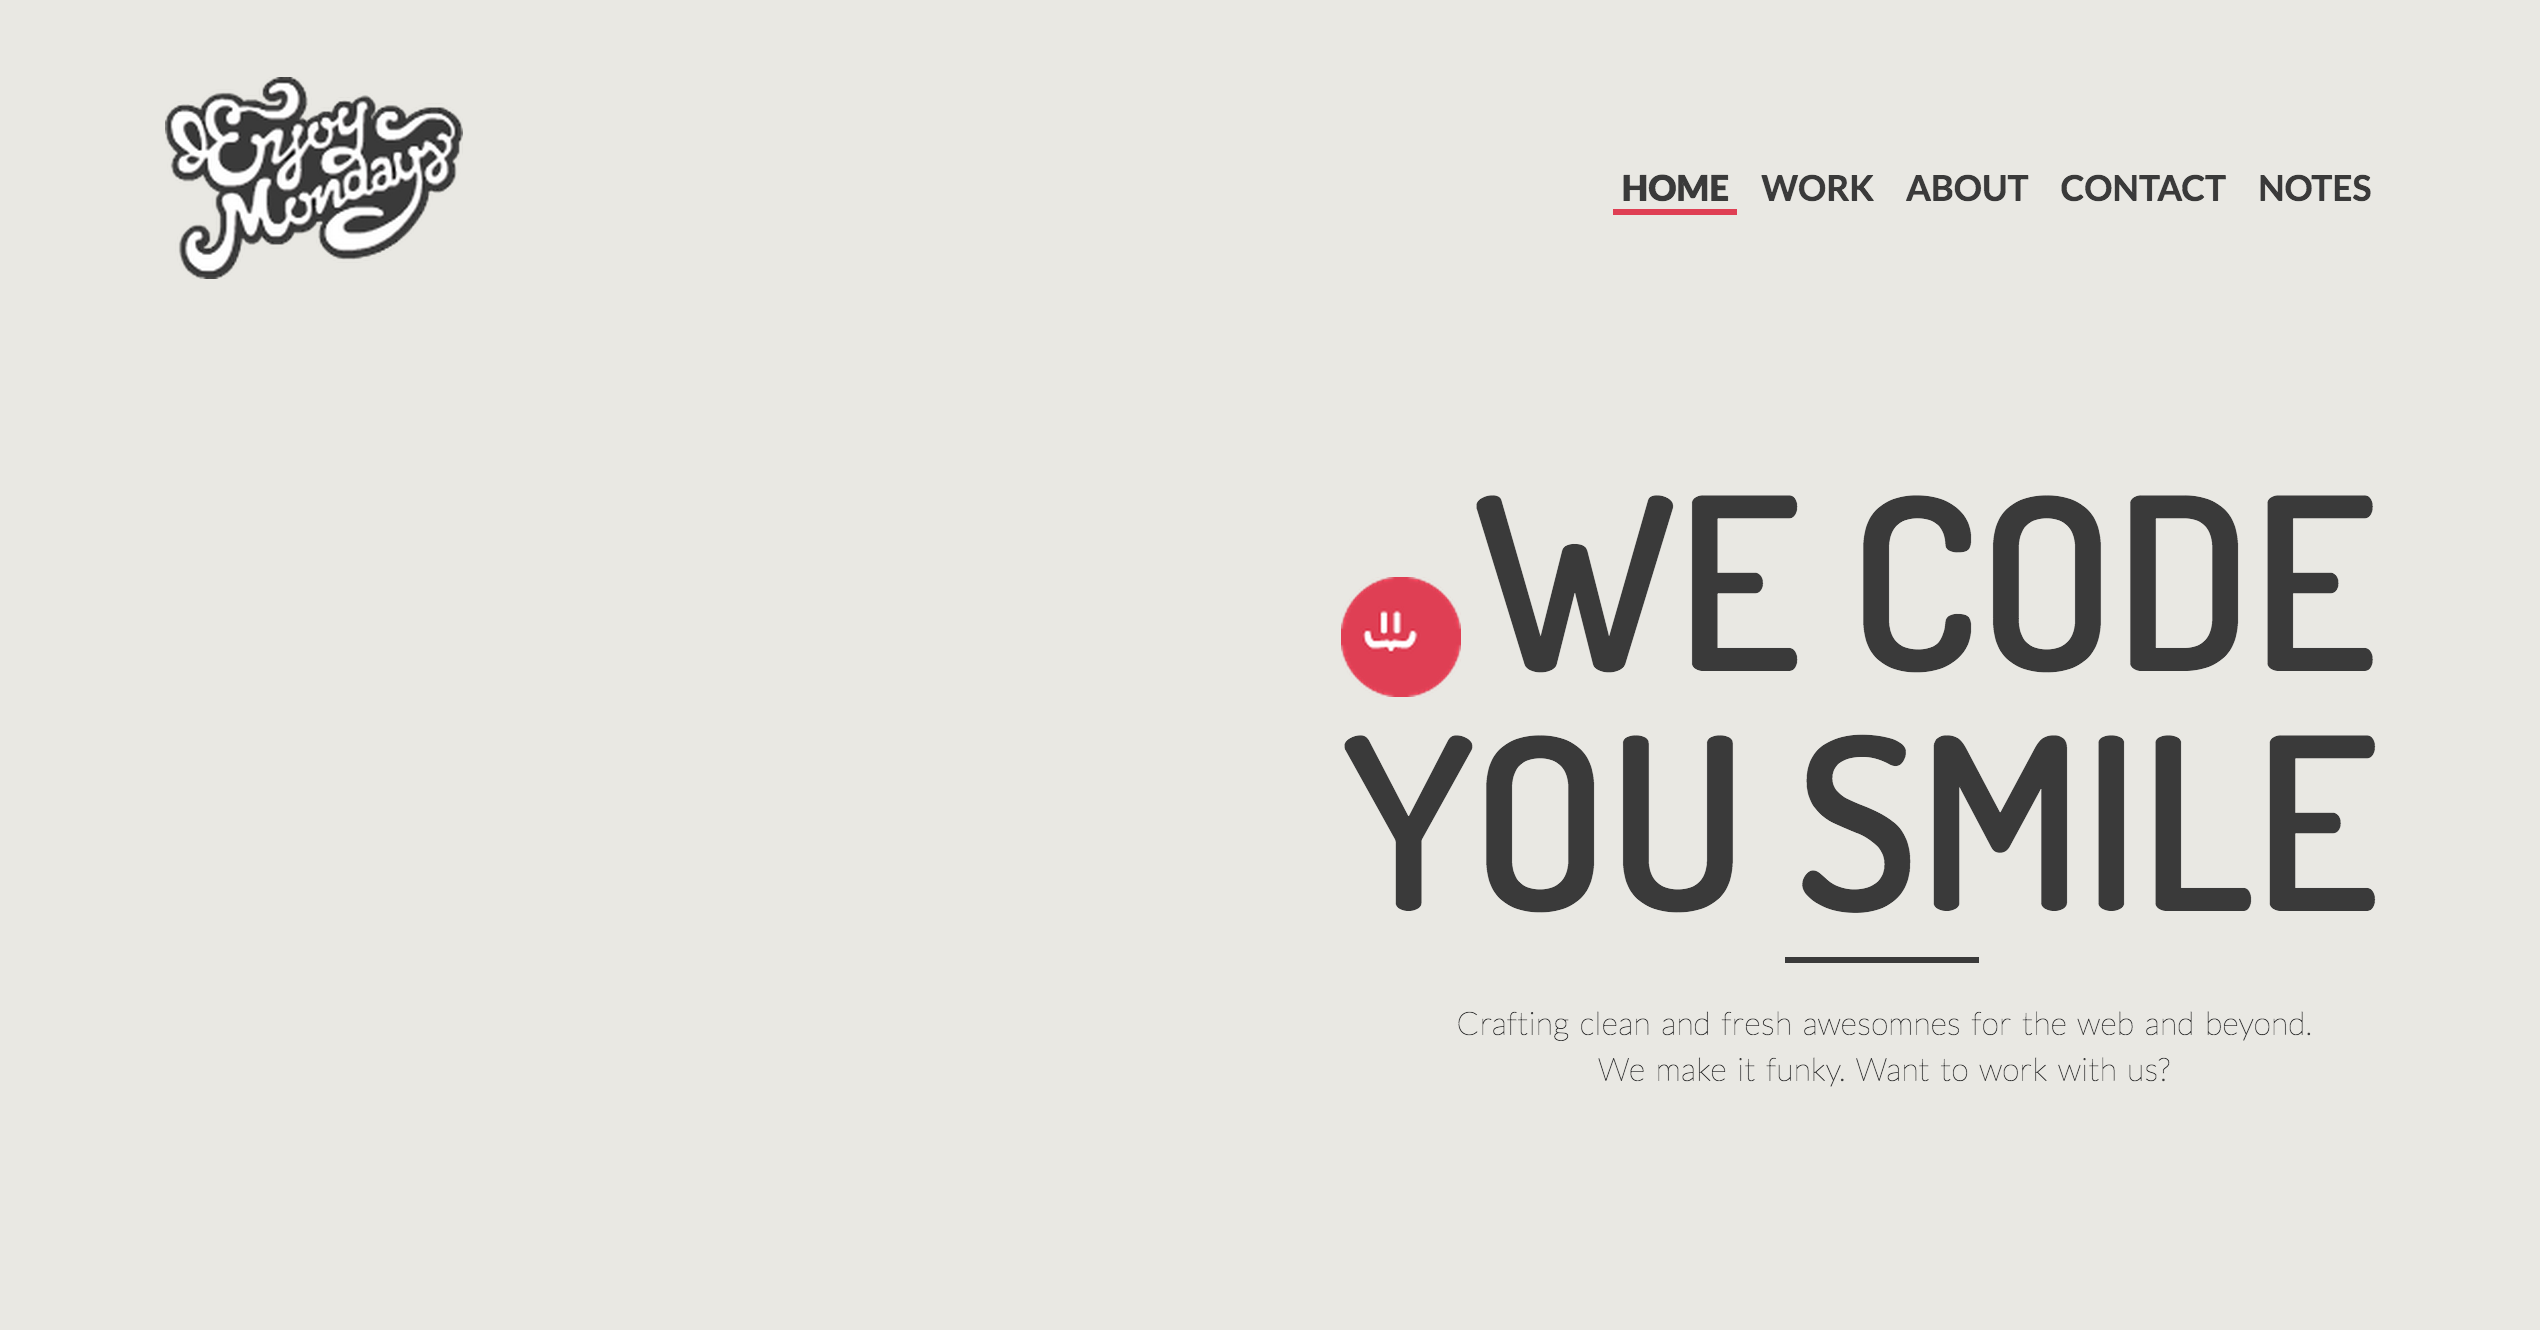 I Enjoy
Mondays
HOME WORK ABOUT CONTACT NOTES
WE CODE
YOU SMILE
Crafting clean and fresh awesomnes for the web and beyond.
We make it funky. Want to work with us?